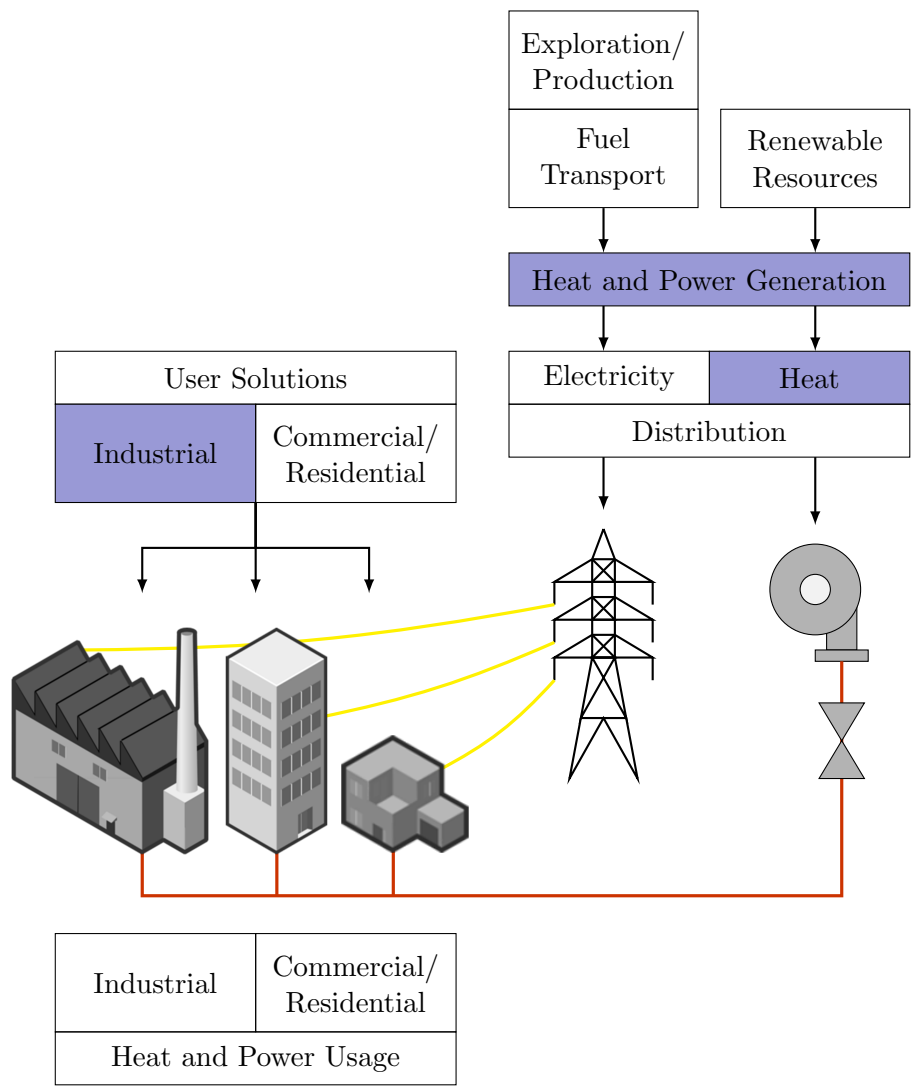 Exploration/
Production
Fuel
Transport
Renewable
Resources
Heat and Power Generation
Electricity
Heat
Distribution
User Solutions
Industrial
Commercial/
Residential
Industrial
Commercial/
Residential
Heat and Power Usage